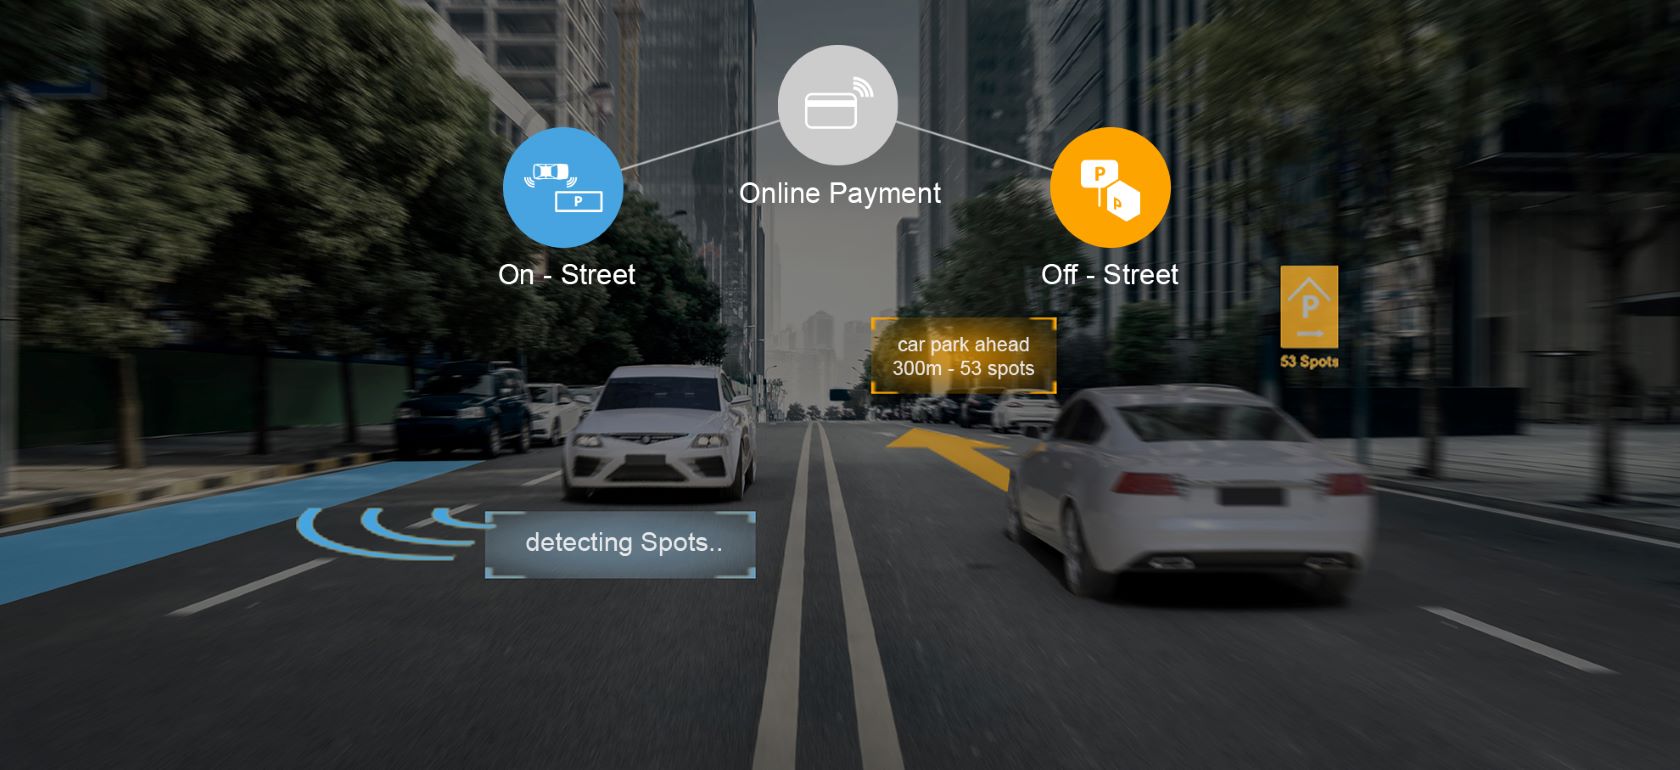 Online Payment
On - Street
P
Off - Street
P
P
P
53 Spots
car park ahead
300m - 53 spots
detecting Spots..